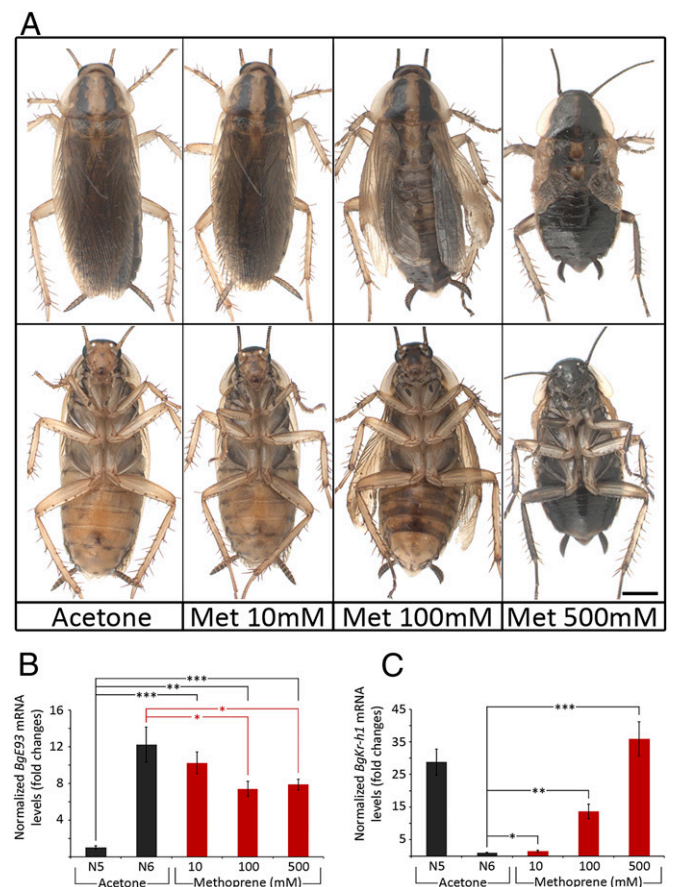 A
Acetone Met 10mM Met 100mM Met 500mM
B
Normalized BgE93 mRNA
levels (fold changes)
16
12
8
4
***
**
***
*
*
N5 N6 10 100 500
Acetone Methoprene (mM)
C
Normalized BgKr-h1 mRNA
levels (fold changes)
45
35
25
15
5
***
**
*
N5 N6 10 100 500
Acetone Methoprene (mM)